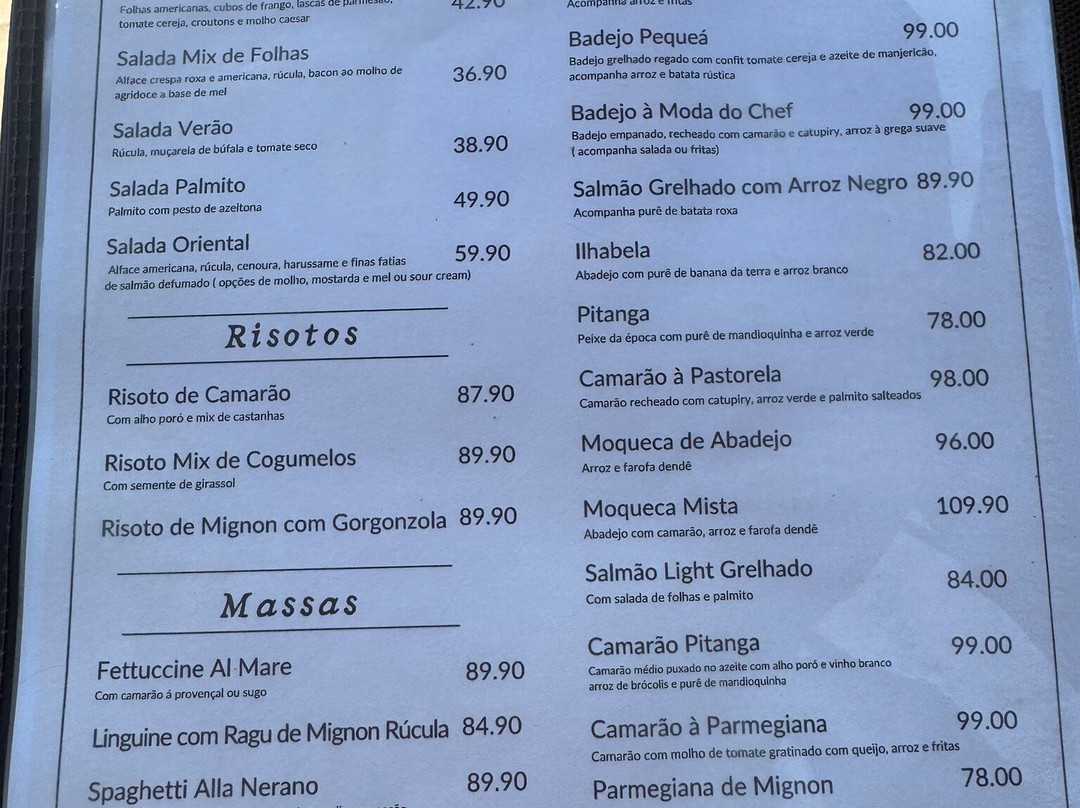 Folhas americanas, cubos de frango, lascas de parmesão,
42.90
tomate cereja, croutons e molho caesar
Salada Mix de Folhas
36.90
Alface crespa roxa e americana, rúcula, bacon ao molho de
agridoce a base de mel
Salada Verão
38.90
Rúcula, muçarela de búfala e tomate seco
Salada Palmito
49.90
Palmito com pesto de azeitona
Salada Oriental
59.90
Alface americana, rúcula, cenoura, harussame e finas fatias
de salmão defumado ( opções de molho, mostarda e mel ou sour cream)
Risotos
Risoto de Camarão
87.90
Com alho poró e mix de castanhas
Risoto Mix de Cogumelos
89.90
Com semente de girassol
Risoto de Mignon com Gorgonzola 89.90
Massas
Fettuccine Al Mare
89.90
Com camarão á provençal ou sugo
Linguine com Ragu de Mignon Rúcula 84.90
Spaghetti Alla Nerano
89.90
Acompanha arroz e fritas
Badejo Pequeá
99.00
Badejo grelhado regado com confit tomate cereja e azeite de manjericão,
acompanha arroz e batata rústica
Badejo à Moda do Chef
99.00
Badejo empanado, recheado com camarão e catupiry, arroz à grega suave
( acompanha salada ou fritas)
Salmão Grelhado com Arroz Negro 89.90
Acompanha purê de batata roxa
Ilhabela
82.00
Abadejo com purê de banana da terra e arroz branco
Pitanga
78.00
Peixe da época com purê de mandioquinha e arroz verde
Camarão à Pastorela
98.00
Camarão recheado com catupiry, arroz verde e palmito salteados
Moqueca de Abadejo
96.00
Arroz e farofa dendê
Moqueca Mista
109.90
Abadejo com camarão, arroz e farofa dendê
Salmão Light Grelhado
84.00
Com salada de folhas e palmito
Camarão Pitanga
99.00
Camarão médio puxado no azeite com alho poró e vinho branco
arroz de brócolis e purê de mandioquinha
Camarão à Parmegiana
99.00
Camarão com molho de tomate gratinado com queijo, arroz e fritas
Parmegiana de Mignon
78.00